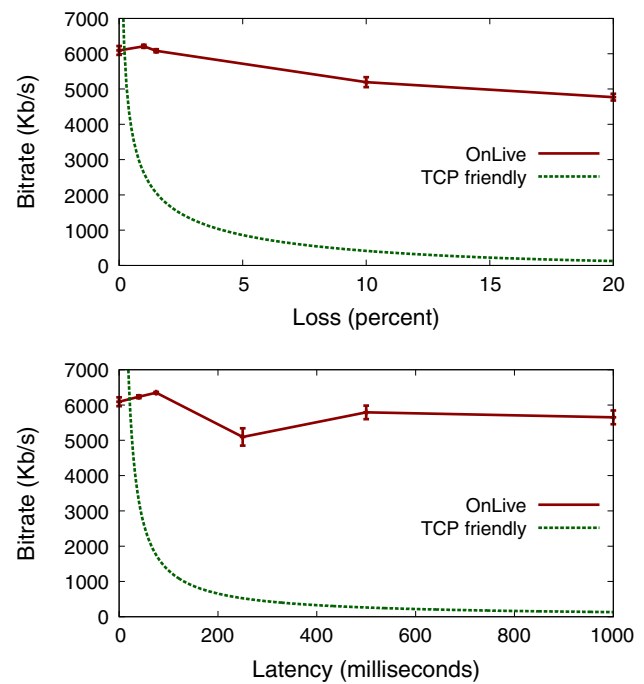 7000
6000
5000
4000
3000
2000
1000
0
Bitrate (Kb/s)
OnLive
TCP friendly
0 5 10 15 20
Loss (percent)
7000
6000
5000
4000
3000
2000
1000
0
Bitrate (Kb/s)
OnLive
TCP friendly
0 200 400 600 800 1000
Latency (milliseconds)